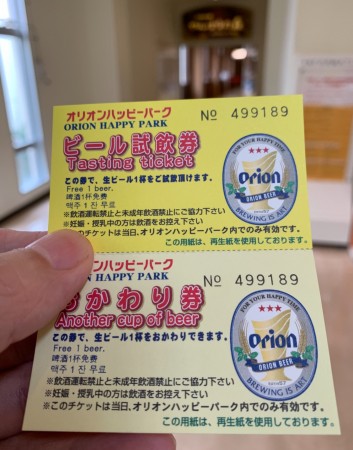 オリオンハッピーパーク
ORION HAPPY PARK
№ 499189
ビール試飲券
Tasting ticket
この券で、生ビール1杯をご試飲頂けます。
Free 1 beer.
啤酒1杯免费
맥주 1잔 무료
※飲酒運転禁止と未成年飲酒禁止にご協力下さい
※妊娠・授乳中の方は飲酒をお控え下さい
このチケットは当日、オリオンハッピーパーク内でのみ有効です。
この用紙は、再生紙を使用しております。
FOR YOUR HAPPY TIME
Orion
ORION BEER
BREWING IS ART
オリオンハッピーパーク
HAPPY PARK
№ 499189
おかわり券
Another cup of beer
この券で、生ビール1杯をおかわりできます。
Free 1 beer.
啤酒1杯免费
맥주 1잔 무료
※飲酒運転禁止と未成年飲酒禁止にご協力下さい
※妊娠・授乳中の方は飲酒をお控え下さい
※このチケットは当日、オリオンハッピーパーク内でのみ有効です。
この用紙は、再生紙を使用しております。
FOR YOUR HAPPY TIME
Orion
ORION BEER
BREWING IS ART